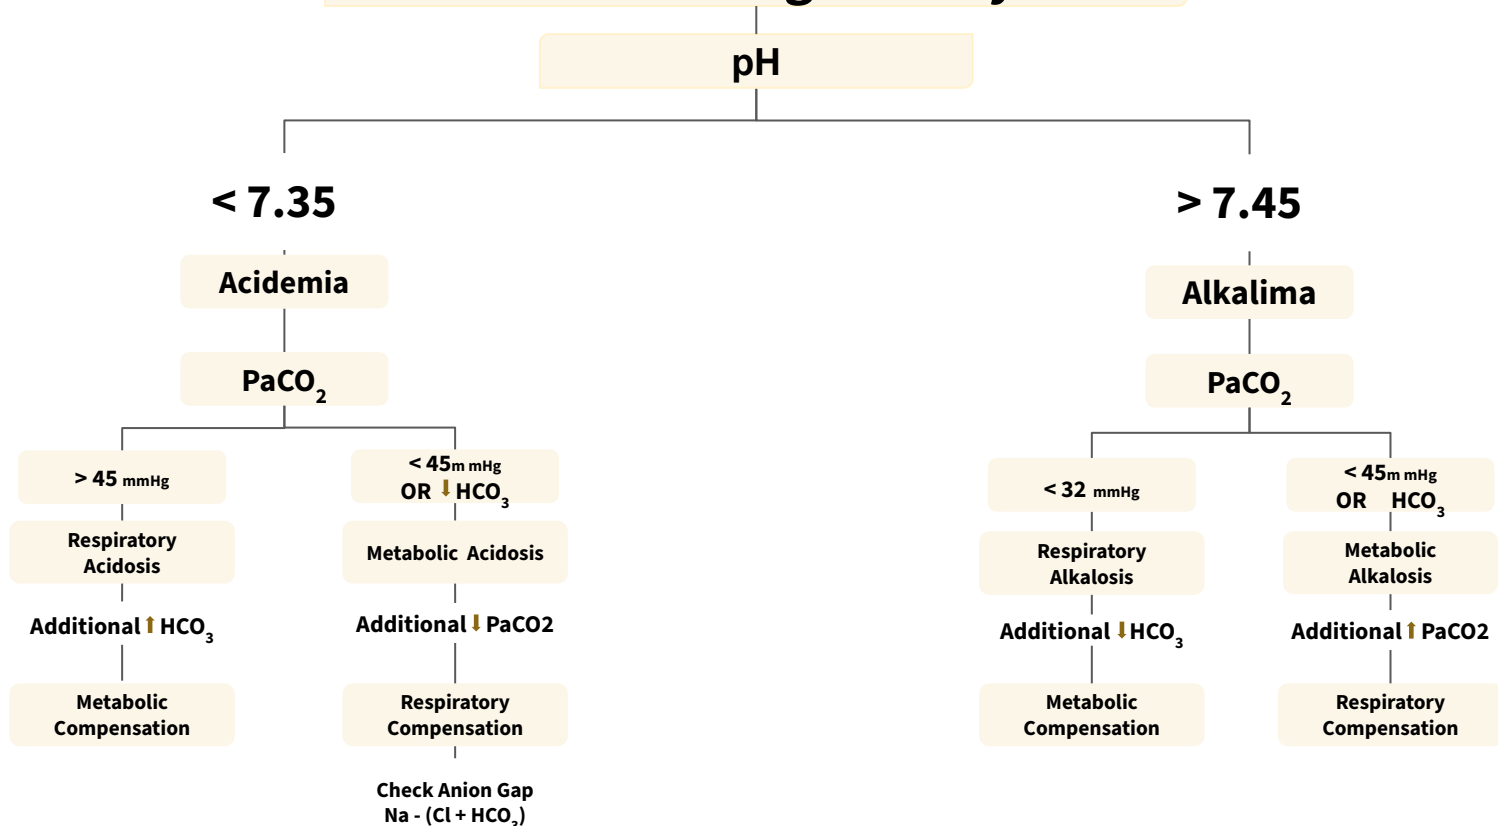 pH
< 7.35
> 7.45
Acidemia
Alkalima
PaCO2
PaCO2
> 45 mmHg
< 45m mHg
OR ⬇HCO3
< 32 mmHg
< 45m mHg
OR HCO3
Respiratory
Acidosis
Metabolic Acidosis
Respiratory
Alkalosis
Metabolic
Alkalosis
Additional ⬆ HCO3
Additional ⬇ PaCO2
Additional ⬇HCO3
Additional ⬆ PaCO2
Metabolic
Compensation
Respiratory
Compensation
Metabolic
Compensation
Respiratory
Compensation
Check Anion Gap
Na - (Cl + HCO3)